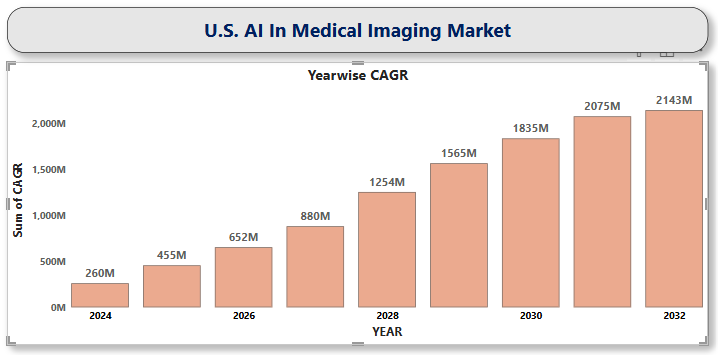 U.S. AI In Medical Imaging Market
Yearwise CAGR
2143M
2075M
2,000M
1835M
1565M
1,500M
1254M
1,000M
880M
652M
500M
455M
260M
0M
Sum of CAGR
2024
2026
2028
2030
2032
YEAR